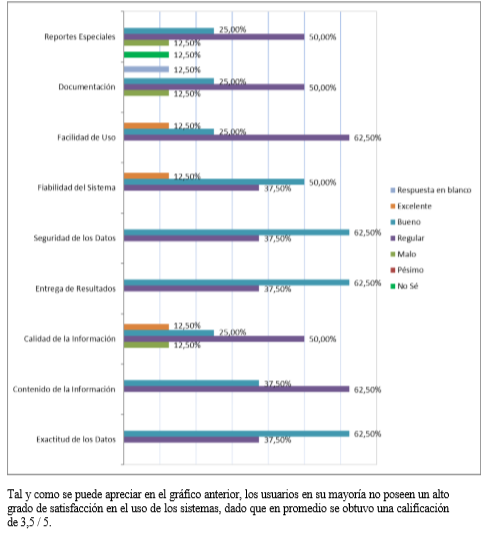 25,00%
Reportes Especiales
50,00%
12,50%
12,50%
12,50%
25,00%
Documentación
50,00%
12,50%
12,50%
25,00%
Facilidad de Uso
62,50%
12,50%
50,00%
Fiabilidad del Sistema
37,50%
62,50%
Seguridad de los Datos
37,50%
62,50%
Entrega de Resultados
37,50%
12,50%
25,00%
Calidad de la Información
50,00%
12,50%
37,50%
Contenido de la Información
62,50%
62,50%
Exactitud de los Datos
37,50%
Respuesta en blanco
Excelente
Bueno
Regular
Malo
Pésimo
No Sé
Tal y como se puede apreciar en el gráfico anterior, los usuarios en su mayoría no poseen un alto
grado de satisfacción en el uso de los sistemas, dado que en promedio se obtuvo una calificación
de 3,5 / 5.